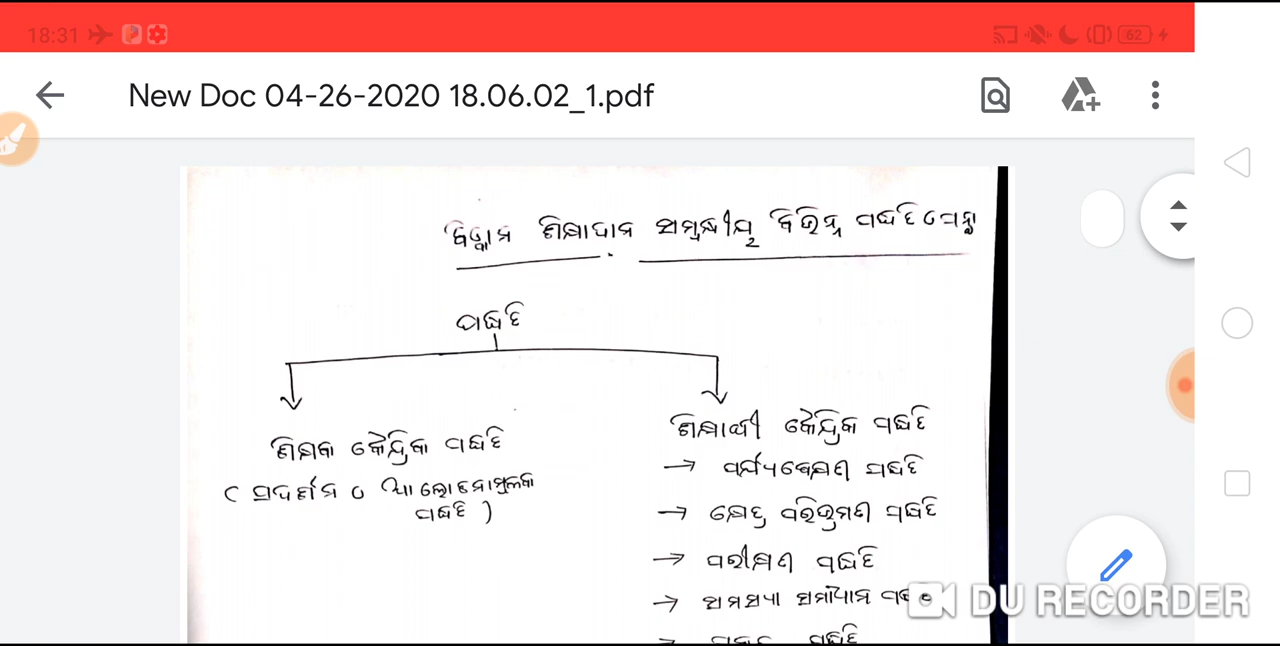 18:31
62
New Doc 04-26-2020 18.06.02_1.pdf
ବିଜ୍ଞାନ ଶିକ୍ଷାଦାନ ସମ୍ବନ୍ଧୀୟ ବିଭିନ୍ନ ପଦ୍ଧତି
ପଦ୍ଧତି
ଶିକ୍ଷକ କୈନ୍ଦ୍ରିକ ପଦ୍ଧତି
( ପ୍ରଦର୍ଶନ ଓ ଆଲୋଚନାମୂଳକ
ପଦ୍ଧତି )
ଶିକ୍ଷାର୍ଥୀ କୈନ୍ଦ୍ରିକ ପଦ୍ଧତି
→ ପର୍ଯ୍ୟବେକ୍ଷଣ ପଦ୍ଧତି
→ କ୍ଷେତ୍ର ପରିଭ୍ରମଣ ପଦ୍ଧତି
→ ପରୀକ୍ଷଣ ପଦ୍ଧତି
→ ସମସ୍ୟା ସମାଧାନ
ପଦ୍ଧତି
DU RECORDER